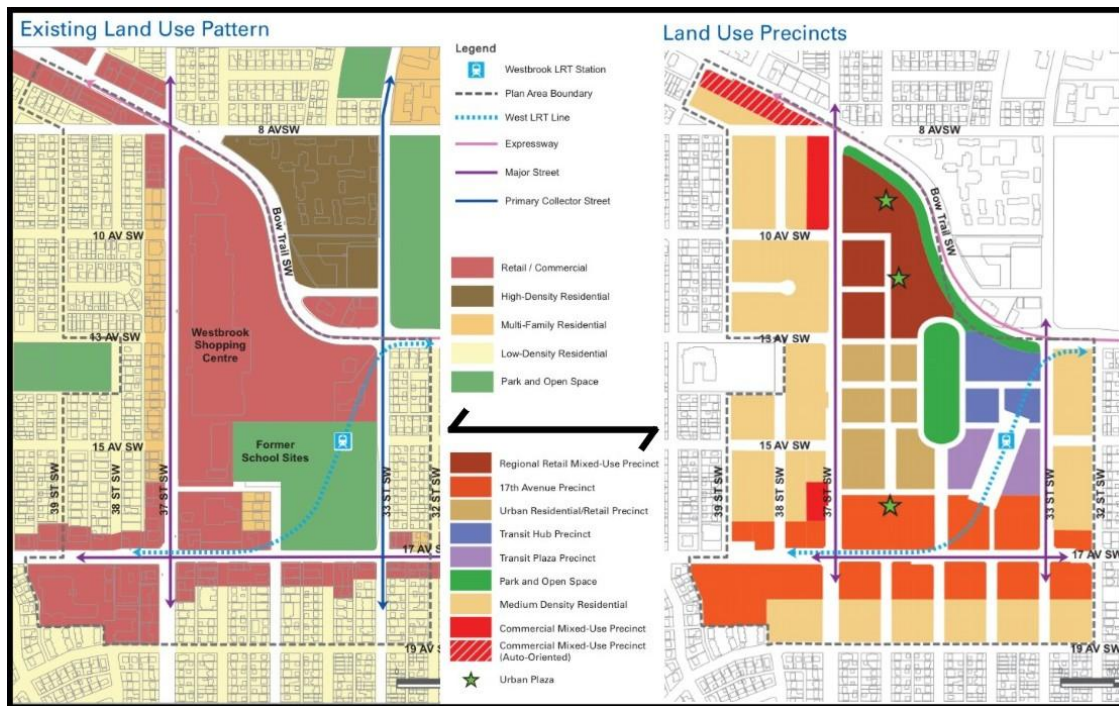 Existing Land Use Pattern
8 AVSW
Bow Trail SW
10 AV SW
Westbrook
Shopping
Centre
13 AV SW
Former
School Sites
15 AV SW
39 ST SW
38 ST SW
37 ST SW
33 ST SW
32 ST SW
17 AV S
19 AV S
Legend
Westbrook LRT Station
Plan Area Boundary
West LRT Line
Expressway
Major Street
Primary Collector Street
Retail / Commercial
High-Density Residential
Multi-Family Residential
Low-Density Residential
Park and Open Space
Regional Retail Mixed-Use Precinct
17th Avenue Precinct
Urban Residential/Retail Precinct
Transit Hub Precinct
Transit Plaza Precinct
Park and Open Space
Medium Density Residential
Commercial Mixed-Use Precinct
Commercial Mixed-Use Precinct
(Auto-Oriented)
Urban Plaza
Land Use Precincts
8 AVSW
Bow Trail SW
10 AV SW
13 AV SW
15 AV SW
39 ST SW
38 ST SW
37 ST SW
33 ST SW
32 ST SW
17 AV SW
19 AV SW